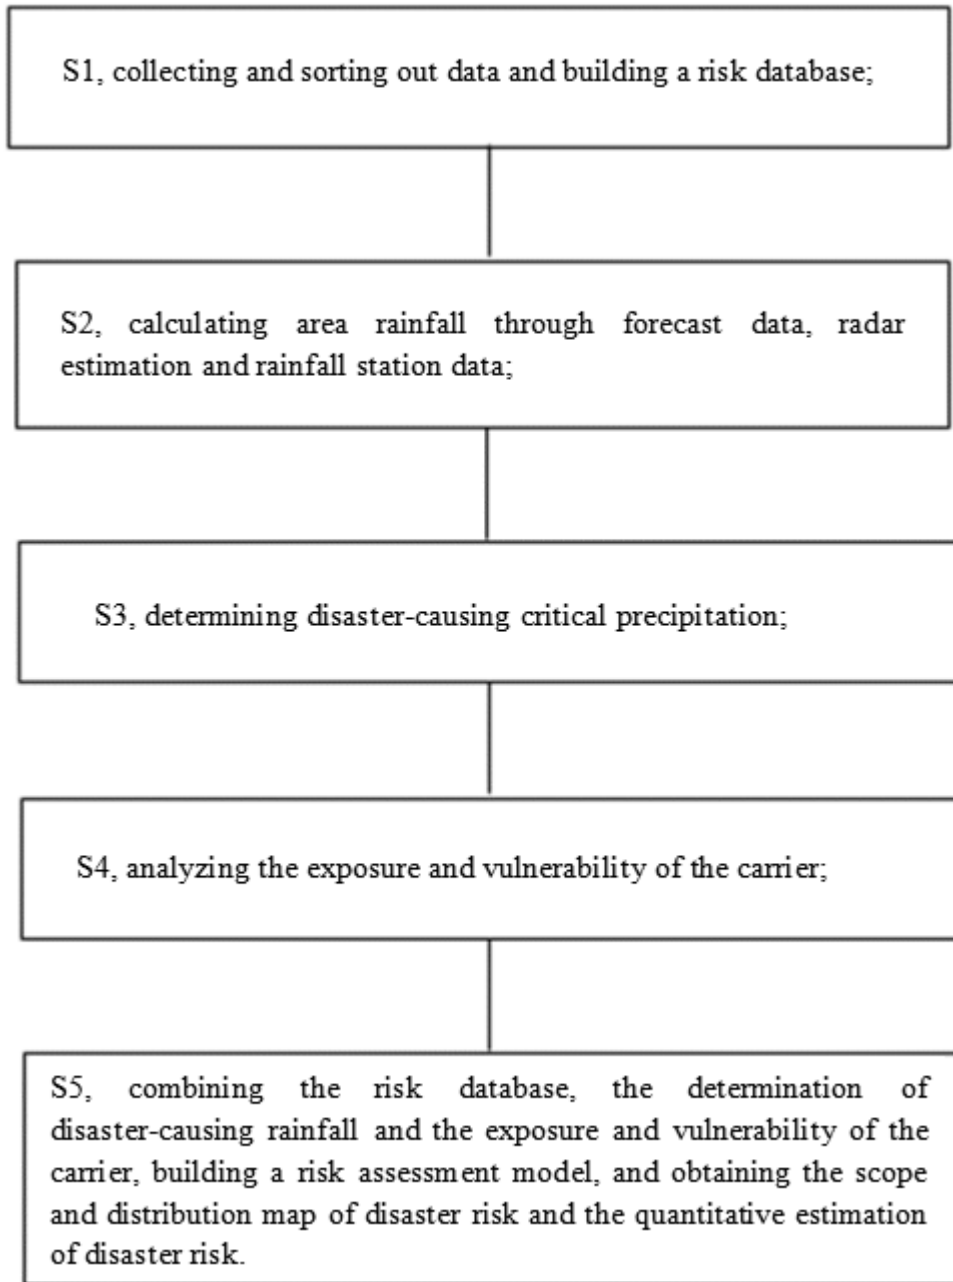 S1, collecting and sorting out data and building a risk database;
S2, calculating area rainfall through forecast data, radar
estimation and rainfall station data;
S3, determining disaster-causing critical precipitation;
S4, analyzing the exposure and vulnerability of the carrier;
S5, combining the risk database, the determination of
disaster-causing rainfall and the exposure and vulnerability of the
carrier, building a risk assessment model, and obtaining the scope
and distribution map of disaster risk and the quantitative estimation
of disaster risk.